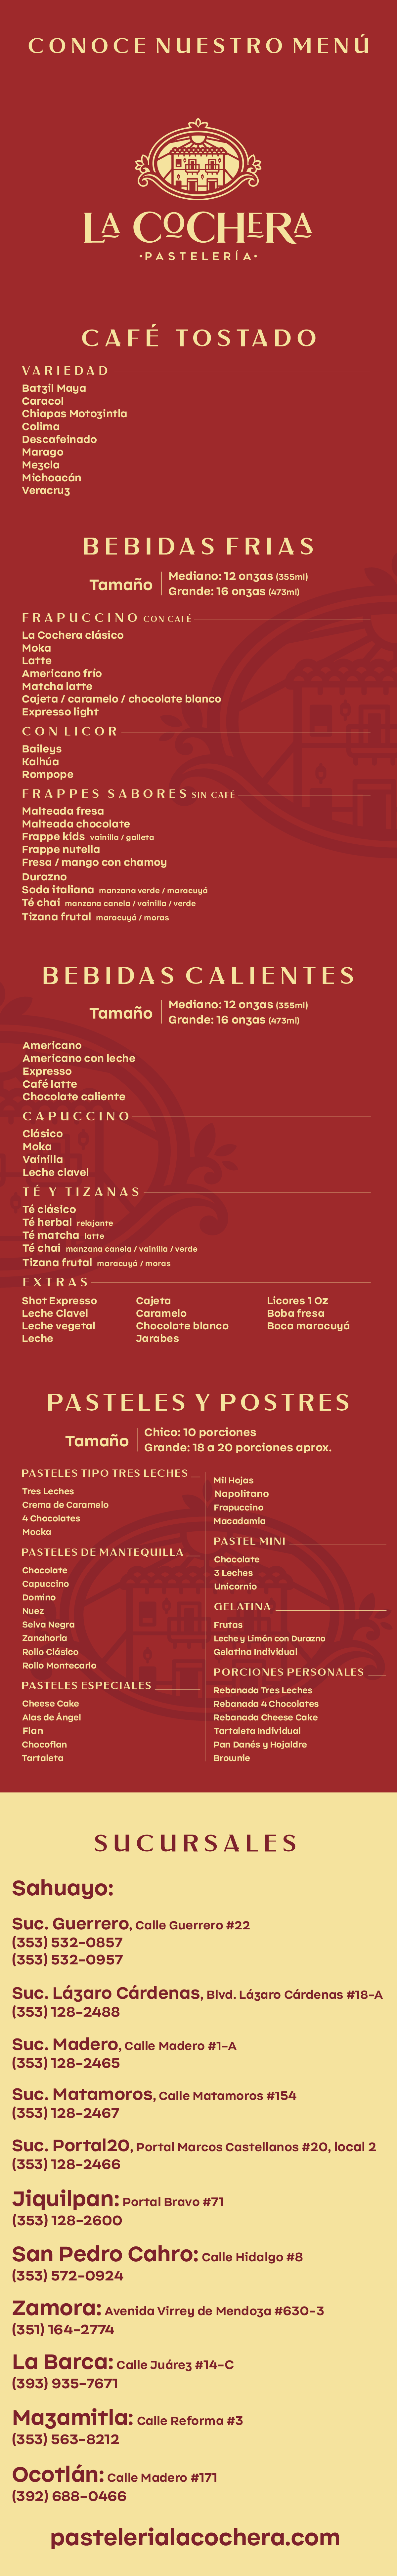 CONOCE NUESTRO MENÚ
LA COCHERA
•PASTELERÍA•
CAFÉ TOSTADO
VARIEDAD
Batzil Maya
Caracol
Chiapas Motozintla
Colima
Descafeinado
Marago
Mezcla
Michoacán
Veracruz
BEBIDAS FRIAS
Tamaño
Mediano: 12 onzas (355ml)
Grande: 16 onzas (473ml)
FRAPUCCINO CON CAFÉ
La Cochera clásico
Moka
Latte
Americano frío
Matcha latte
Cajeta / caramelo / chocolate blanco
Expresso light
CON LICOR
Baileys
Kalhúa
Rompope
FRAPPES SABORES SIN CAFÉ
Malteada fresa
Malteada chocolate
Frappe kids vainilla / galleta
Frappe nutella
Fresa / mango con chamoy
Durazno
Soda italiana manzana verde / maracuyá
Té chai manzana canela / vainilla / verde
Tizana frutal maracuyá / moras
BEBIDAS CALIENTES
Tamaño
Mediano: 12 onzas (355ml)
Grande: 16 onzas (473ml)
Americano
Americano con leche
Expresso
Café latte
Chocolate caliente
CAPUCCINO
Clásico
Moka
Vainilla
Leche clavel
TÉ Y TIZANAS
Té clásico
Té herbal relajante
Té matcha latte
Té chai manzana canela / vainilla / verde
Tizana frutal maracuyá / moras
EXTRAS
Shot Expresso
Leche Clavel
Leche vegetal
Leche
Cajeta
Caramelo
Chocolate blanco
Jarabes
Licores 1 Oz
Boba fresa
Boca maracuyá
PASTELES Y POSTRES
Tamaño
Chico: 10 porciones
Grande: 18 a 20 porciones aprox.
PASTELES TIPO TRES LECHES
Tres Leches
Crema de Caramelo
4 Chocolates
Mocka
PASTELES DE MANTEQUILLA
Chocolate
Capuccino
Domino
Nuez
Selva Negra
Zanahoria
Rollo Clásico
Rollo Montecarlo
PASTELES ESPECIALES
Cheese Cake
Alas de Ángel
Flan
Chocoflan
Tartaleta
Mil Hojas
Napolitano
Frapuccino
Macadamia
PASTEL MINI
Chocolate
3 Leches
Unicornio
GELATINA
Frutas
Leche y Limón con Durazno
Gelatina Individual
PORCIONES PERSONALES
Rebanada Tres Leches
Rebanada 4 Chocolates
Rebanada Cheese Cake
Tartaleta Individual
Pan Danés y Hojaldre
Brownie
SUCURSALES
Sahuayo:
Suc. Guerrero, Calle Guerrero #22
(353) 532-0857
(353) 532-0957
Suc. Lázaro Cárdenas, Blvd. Lázaro Cárdenas #18-A
(353) 128-2488
Suc. Madero, Calle Madero #1-A
(353) 128-2465
Suc. Matamoros, Calle Matamoros #154
(353) 128-2467
Suc. Portal20, Portal Marcos Castellanos #20, local 2
(353) 128-2466
Jiquilpan: Portal Bravo #71
(353) 128-2600
San Pedro Cahro: Calle Hidalgo #8
(353) 572-0924
Zamora: Avenida Virrey de Mendoza #630-3
(351) 164-2774
La Barca: Calle Juárez #14-C
(393) 935-7671
Mazamitla: Calle Reforma #3
(353) 563-8212
Ocotlán: Calle Madero #171
(392) 688-0466
pastelerialacochera.com